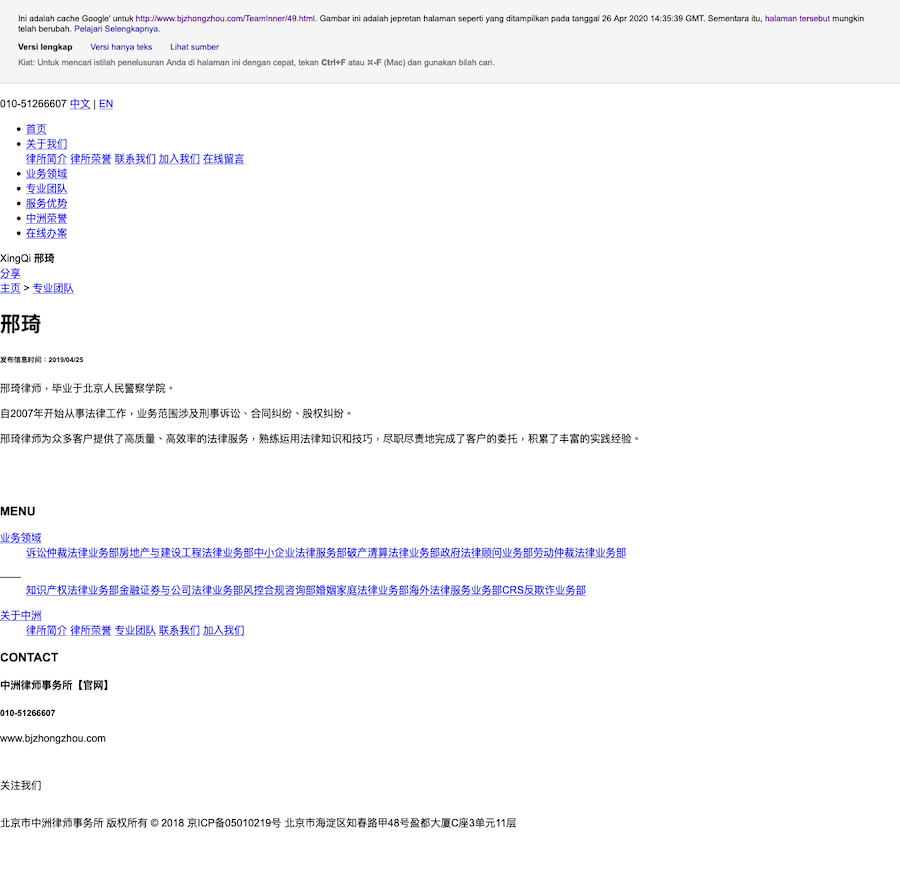 Ini adalah cache Google' untuk http://www.bjzhongzhou.com/TeamInner/49.html. Gambar ini adalah jepretan halaman seperti yang ditampilkan pada tanggal 26 Apr 2020 14:35:39 GMT. Sementara itu, halaman tersebut mungkin
telah berubah. Pelajari Selengkapnya.
Versi lengkap Versi hanya teks Lihat sumber
Kiat: Untuk mencari istilah penelusuran Anda di halaman ini dengan cepat, tekan Ctrl+F atau ⌘-F (Mac) dan gunakan bilah cari.
010-51266607 中文 | EN
• 首页
• 关于我们
律所简介 律所荣誉 联系我们 加入我们 在线留言
• 业务领域
• 专业团队
• 服务优势
• 中洲荣誉
• 在线办案
XingQi 邢琦
分享
主页 > 专业团队
邢琦
发布信息时间：2019/04/25
邢琦律师，毕业于北京人民警察学院。
自2007年开始从事法律工作，业务范围涉及刑事诉讼、合同纠纷、股权纠纷。
邢琦律师为众多客户提供了高质量、高效率的法律服务，熟练运用法律知识和技巧，尽职尽责地完成了客户的委托，积累了丰富的实践经验。
MENU
业务领域
诉讼仲裁法律业务部房地产与建设工程法律业务部中小企业法律服务部破产清算法律业务部政府法律顾问业务部劳动仲裁法律业务部
知识产权法律业务部金融证券与公司法律业务部风控合规咨询部婚姻家庭法律业务部海外法律服务业务部CRS反欺诈业务部
关于中洲
律所简介 律所荣誉 专业团队 联系我们 加入我们
CONTACT
中洲律师事务所【官网】
010-51266607
www.bjzhongzhou.com
关注我们
北京市中洲律师事务所 版权所有 © 2018 京ICP备05010219号 北京市海淀区知春路甲48号盈都大厦C座3单元11层